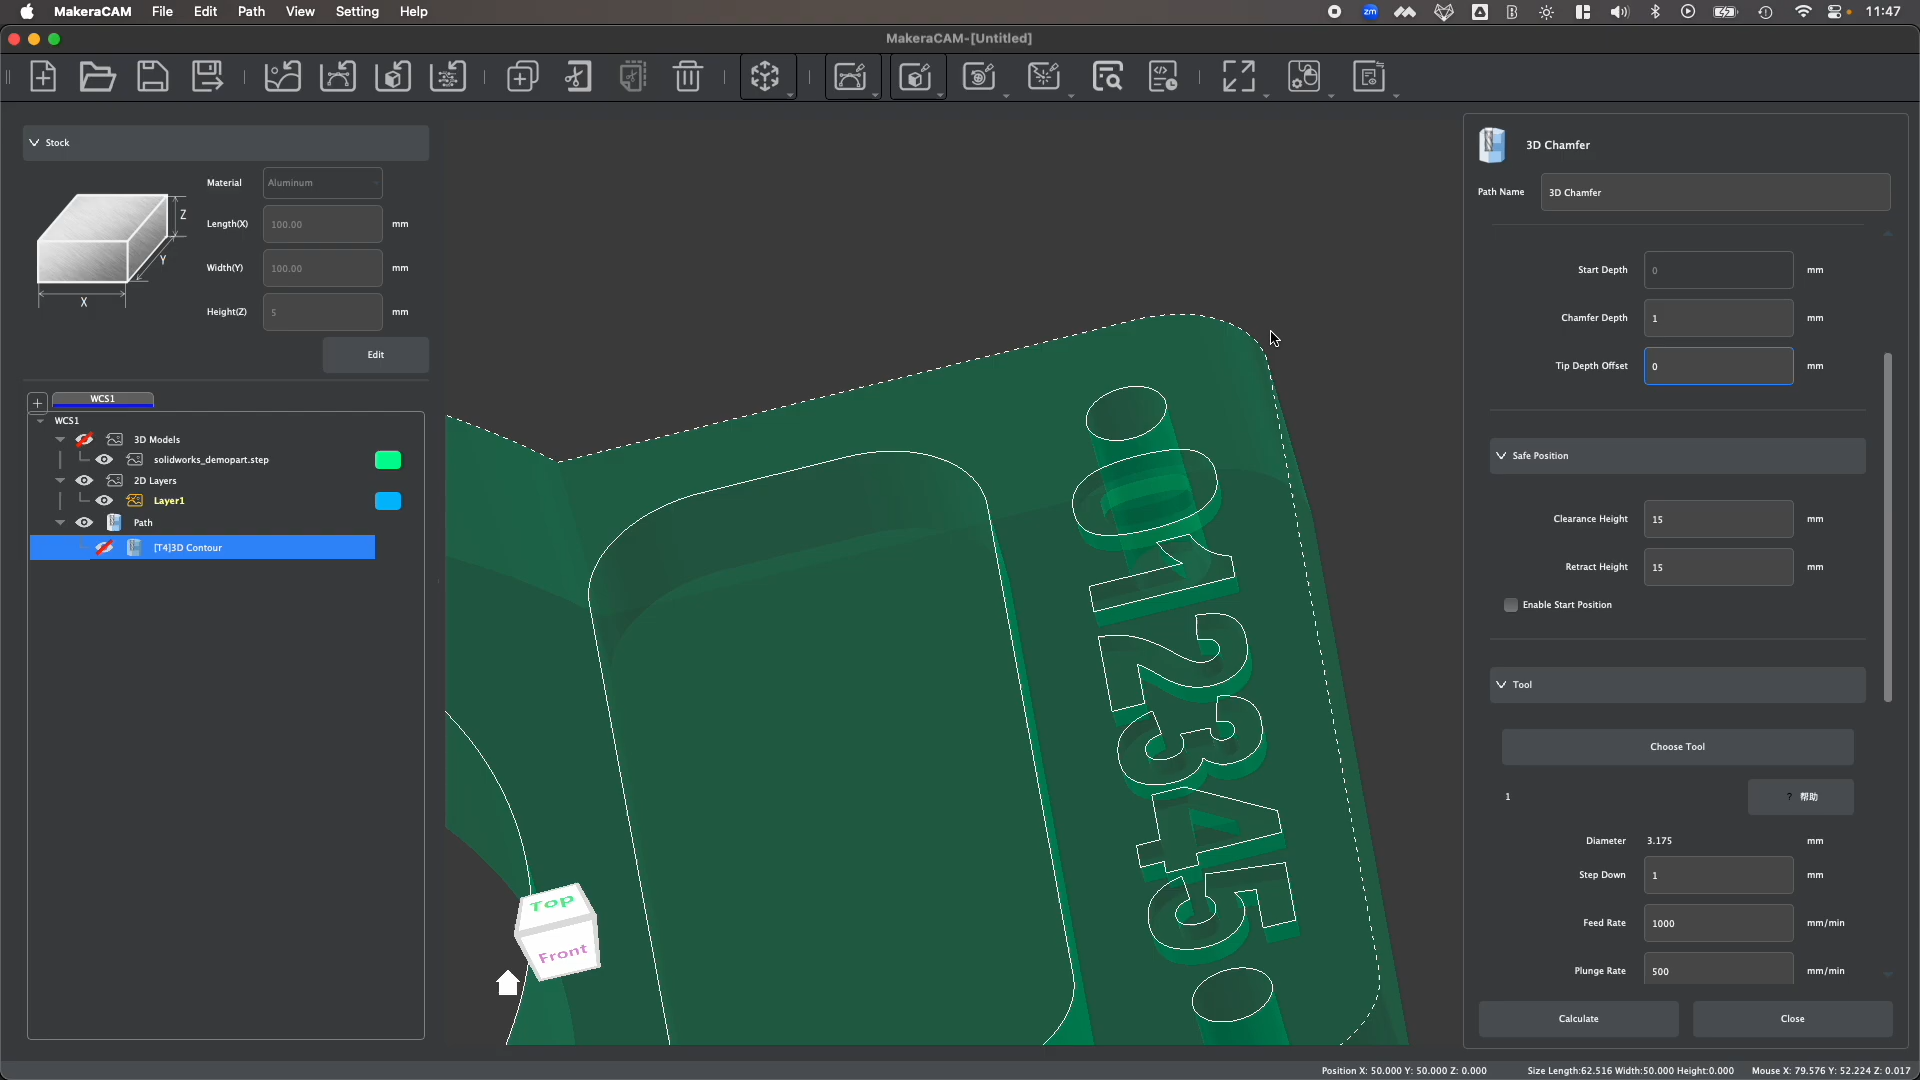 MakeraCAM File Edit Path View Setting Help
zm
11:47
MakeraCAM-[Untitled]
Stock
Material Aluminum
Length(X) 100.00 mm
Width(Y) 100.00 mm
Height(Z) 5 mm
Z
Y
X
Edit
+ WCS1
WCS1
3D Models
solidworks_demopart.step
2D Layers
Layer1
Path
[T4]3D Contour
012345
Top
Front
3D Chamfer
Path Name 3D Chamfer
Start Depth 0 mm
Chamfer Depth 1 mm
Tip Depth Offset 0 mm
Safe Position
Clearance Height 15 mm
Retract Height 15 mm
Enable Start Position
Tool
Choose Tool
1 ? 帮助
Diameter 3.175 mm
Step Down 1 mm
Feed Rate 1000 mm/min
Plunge Rate 500 mm/min
Calculate Close
Position X: 50.000 Y: 50.000 Z: 0.000 Size Length:62.516 Width:50.000 Height:0.000 Mouse X: 79.576 Y: 52.224 Z: 0.017